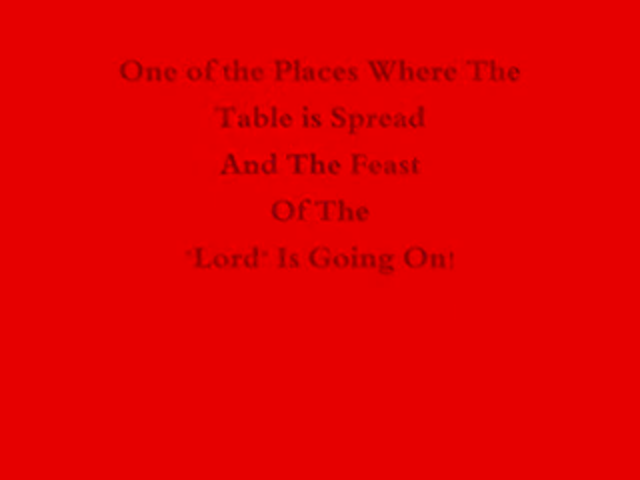 One of the Places Where The
Table is Spread
And The Feast
Of The
"Lord" Is Going On!